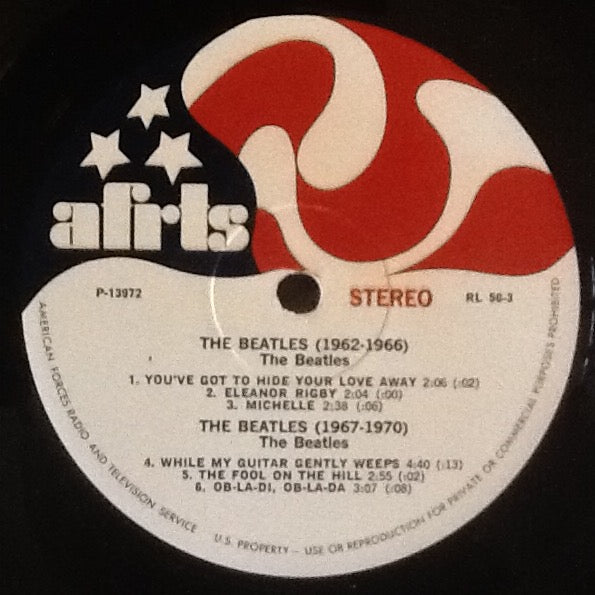 afrts
P-13972
STEREO
RL 50-3
THE BEATLES (1962-1966)
The Beatles
1. YOU'VE GOT TO HIDE YOUR LOVE AWAY 2:06 (:02)
2. ELEANOR RIGBY 2:04 (:00)
3. MICHELLE 2:38 (:06)
THE BEATLES (1967-1970)
The Beatles
4. WHILE MY GUITAR GENTLY WEEPS 4:40 (:13)
5. THE FOOL ON THE HILL 2:55 (:02)
6. OB-LA-DI, OB-LA-DA 3:07 (:08)
AMERICAN FORCES RADIO AND TELEVISION SERVICE
U.S. PROPERTY – USE OR REPRODUCTION FOR PRIVATE OR COMMERCIAL PURPOSES PROHIBITED